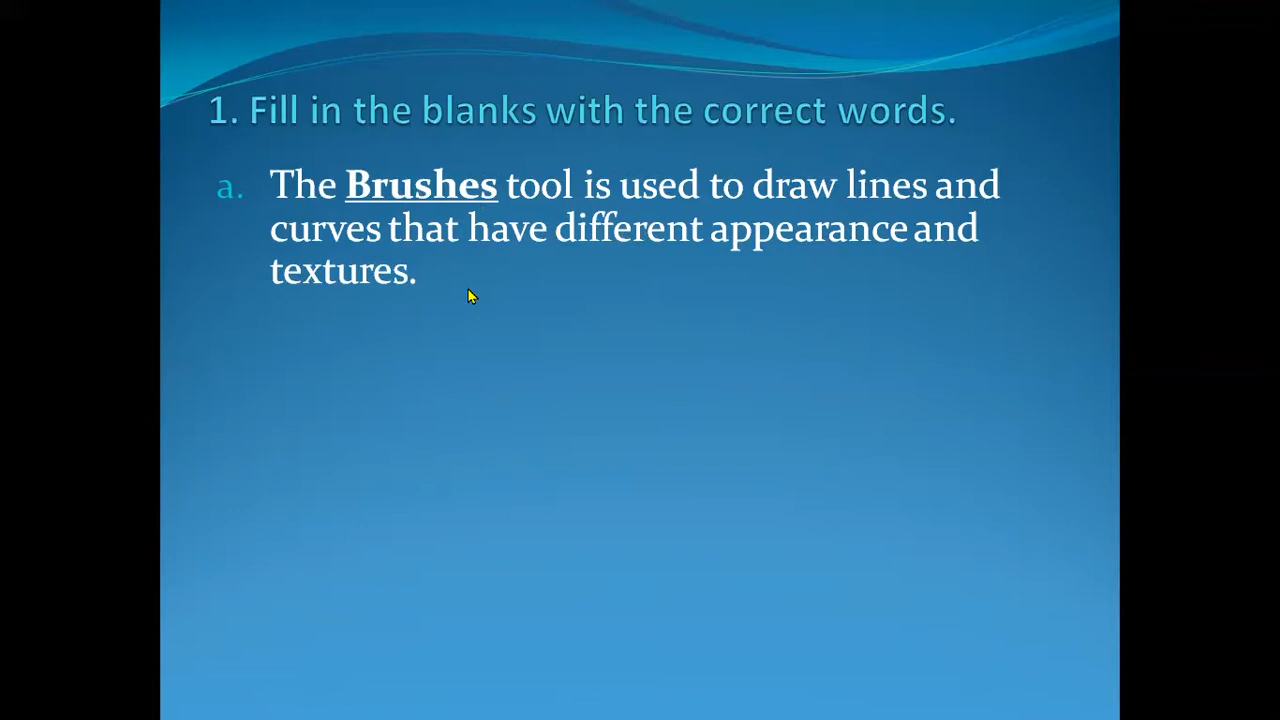 1. Fill in the blanks with the correct words.
a. The Brushes tool is used to draw lines and
curves that have different appearance and
textures.